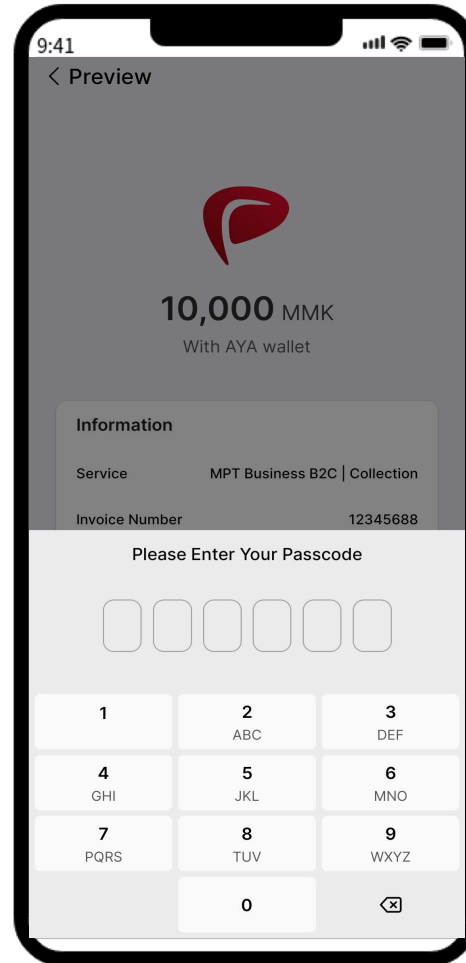 9:41
Preview
10,000 MMK
With AYA wallet
Information
Service MPT Business B2C | Collection
Invoice Number 12345688
Please Enter Your Passcode
1 2 3
ABC DEF
4 5 6
GHI JKL MNO
7 8 9
PQRS TUV WXYZ
0